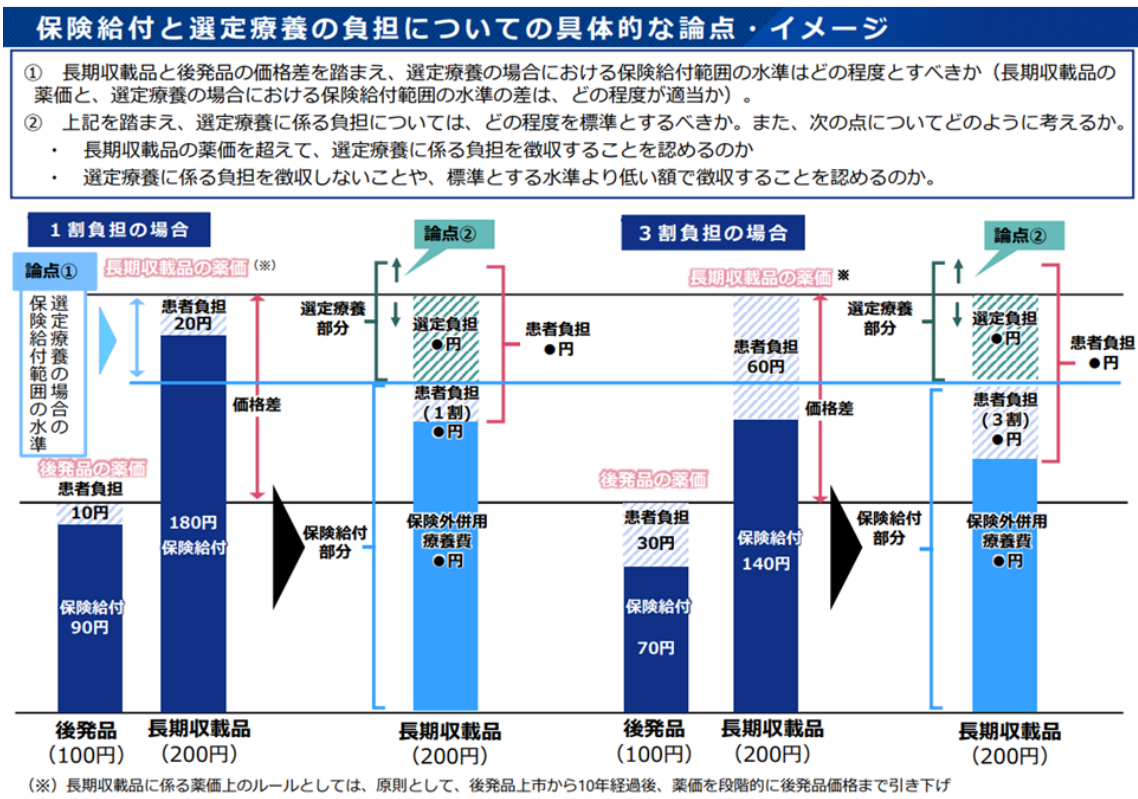 保険給付と選定療養の負担についての具体的な論点・イメージ
① 長期収載品と後発品の価格差を踏まえ、選定療養の場合における保険給付範囲の水準はどの程度とすべきか（長期収載品の
薬価と、選定療養の場合における保険給付範囲の水準の差は、どの程度が適当か）。
② 上記を踏まえ、選定療養に係る負担については、どの程度を標準とするべきか。また、次の点についてどのように考えるか。
・ 長期収載品の薬価を超えて、選定療養に係る負担を徴収することを認めるのか
・ 選定療養に係る負担を徴収しないことや、標準とする水準より低い額で徴収することを認めるのか。
1割負担の場合
論点①
選定療養の場合の
保険給付範囲の水準
長期収載品の薬価（※）
患者負担
20円
価格差
後発品の薬価
患者負担
10円
180円
保険給付
保険給付
90円
後発品
（100円）
長期収載品
（200円）
論点②
選定療養
部分
選定負担
●円
患者負担
●円
患者負担
（１割）
●円
保険給付
部分
保険外併用
療養費
●円
長期収載品
（200円）
３割負担の場合
長期収載品の薬価 ※
患者負担
60円
価格差
後発品の薬価
患者負担
30円
保険給付
140円
保険給付
70円
後発品
（100円）
長期収載品
（200円）
論点②
選定療養
部分
選定負担
●円
患者負担
●円
患者負担
（３割）
●円
保険給付
部分
保険外併用
療養費
●円
長期収載品
（200円）
（※）長期収載品に係る薬価上のルールとしては、原則として、後発品上市から10年経過後、薬価を段階的に後発品価格まで引き下げ